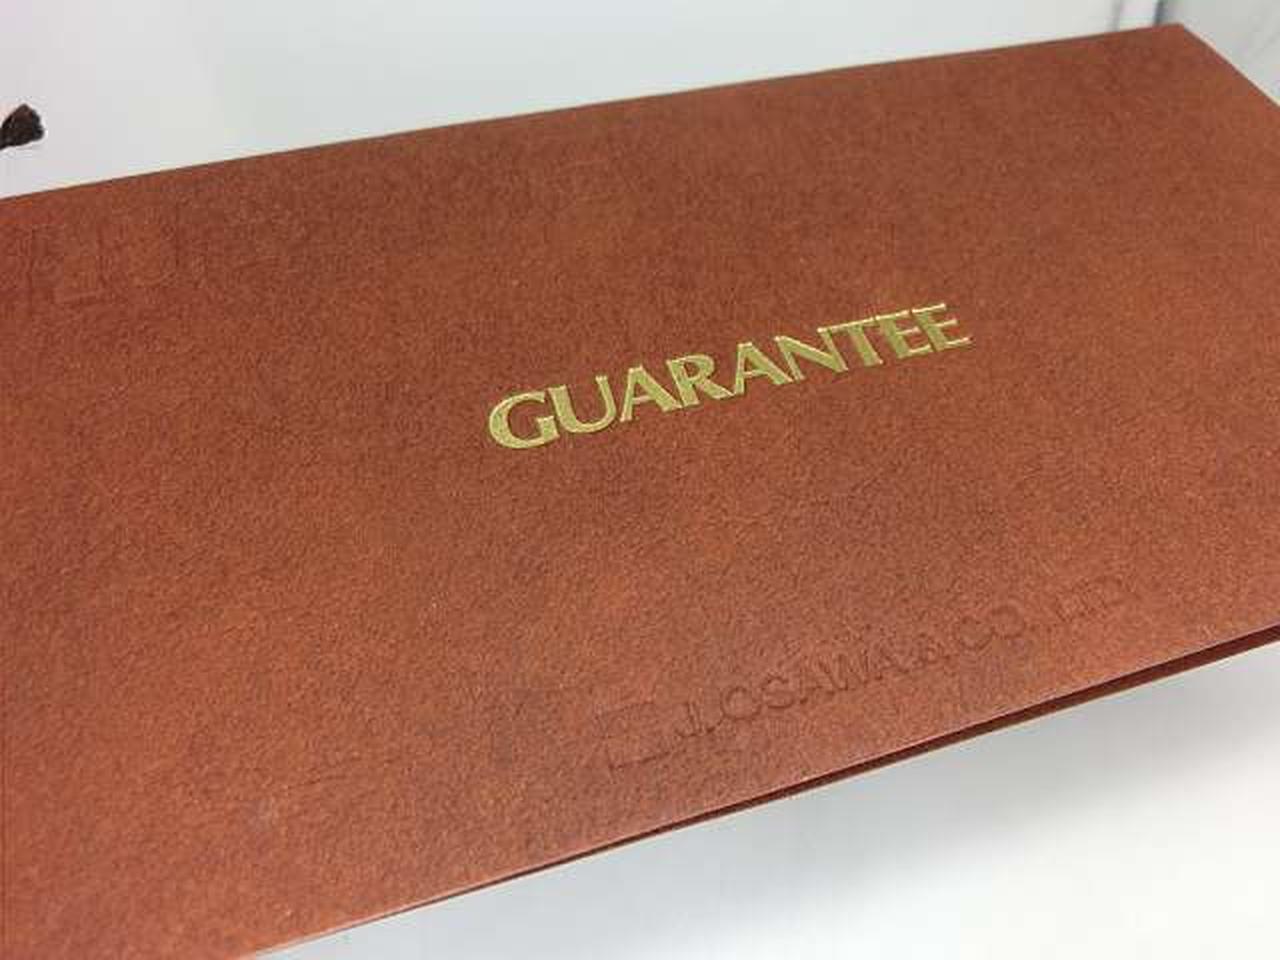 GUARANTEE
J. OSAWA & CO., LTD.